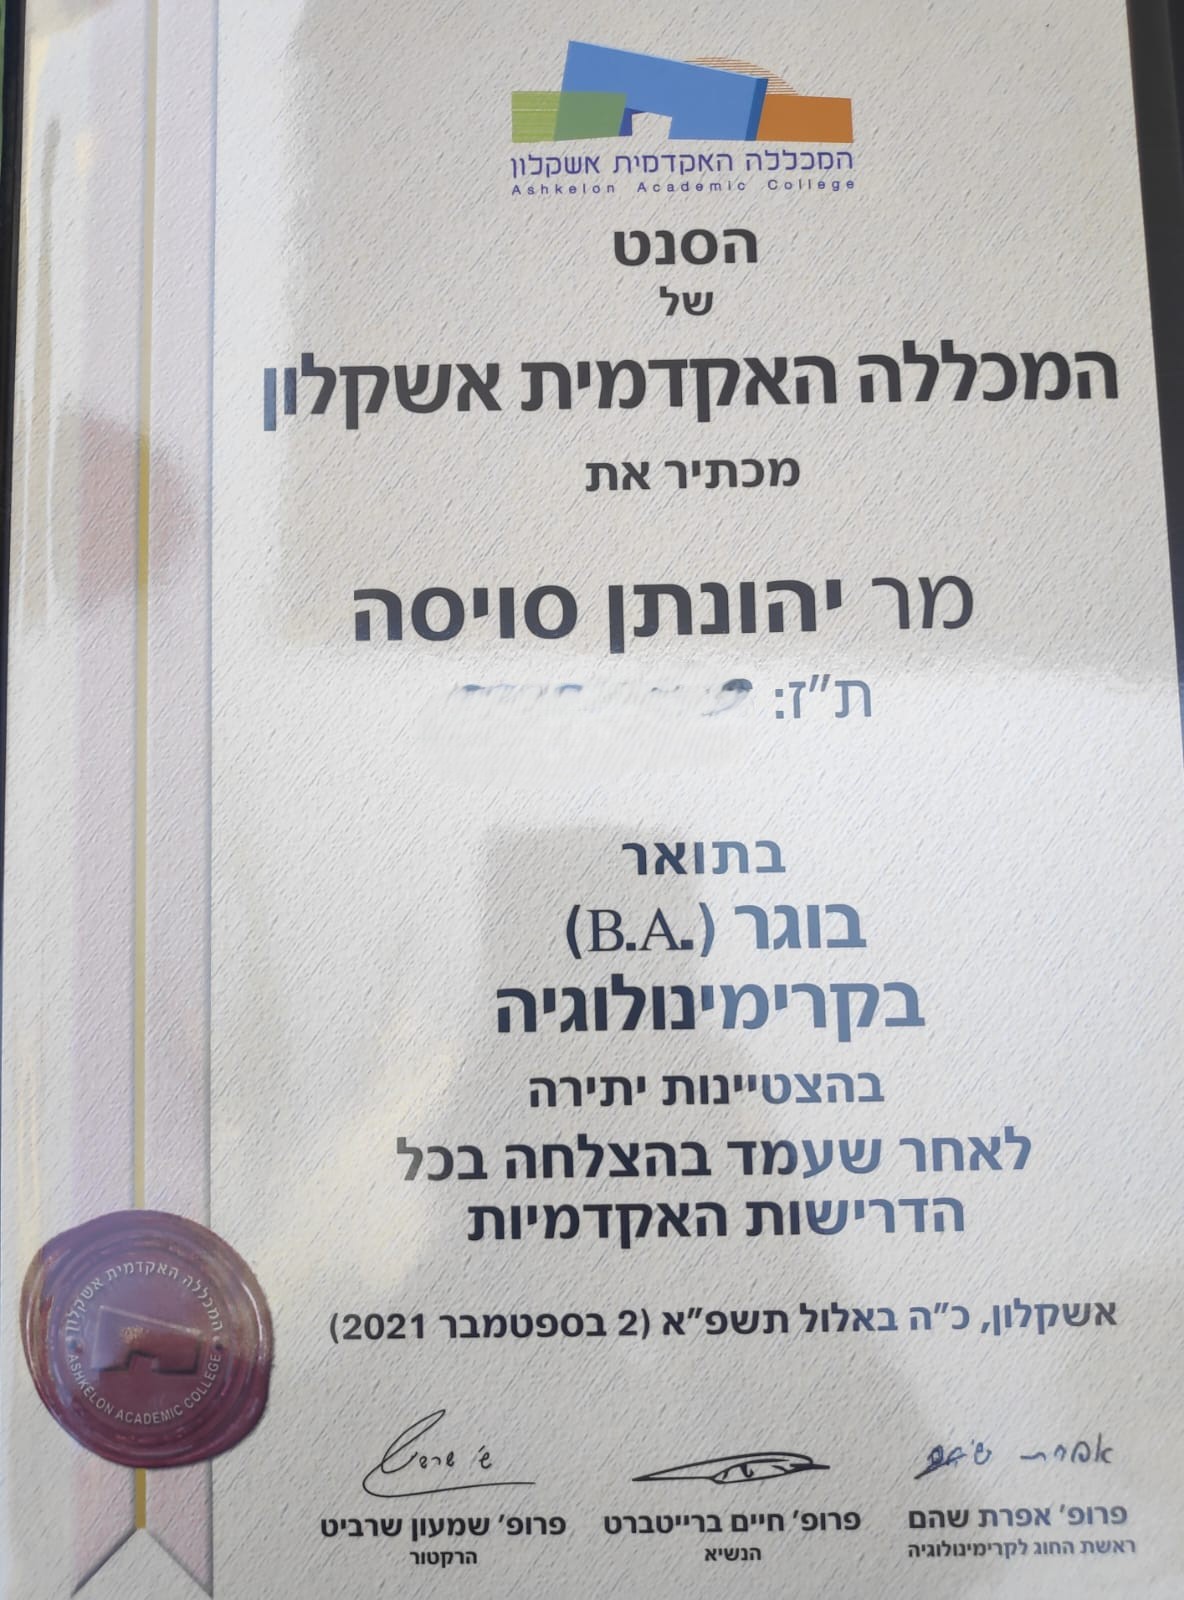 המכללה האקדמית אשקלון
Ashkelon Academic College
הסנט
של
המכללה האקדמית אשקלון
מכתיר את
מר יהונתן סויסה
ת"ז:
בתואר
בוגר (B.A.)
בקרימינולוגיה
בהצטיינות יתירה
לאחר שעמד בהצלחה בכל
הדרישות האקדמיות
אשקלון, כ"ה באלול תשפ"א (2 בספטמבר 2021)
המכללה האקדמית אשקלון
ASHKELON ACADEMIC COLLEGE
פרופ' אפרת שהם
ראשת החוג לקרימינולוגיה
פרופ' חיים ברייטברט
הנשיא
פרופ' שמעון שרביט
הרקטור